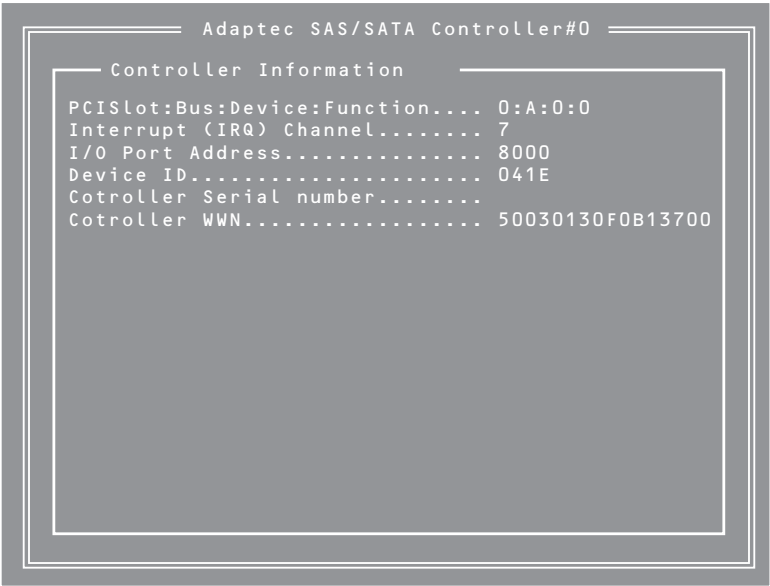 Adaptec SAS/SATA Controller#0
Controller Information
PCISlot:Bus:Device:Function.... 0:A:0:0
Interrupt (IRQ) Channel........ 7
I/O Port Address............... 8000
Device ID...................... 041E
Cotroller Serial number........
Cotroller WWN.................. 50030130F0B13700